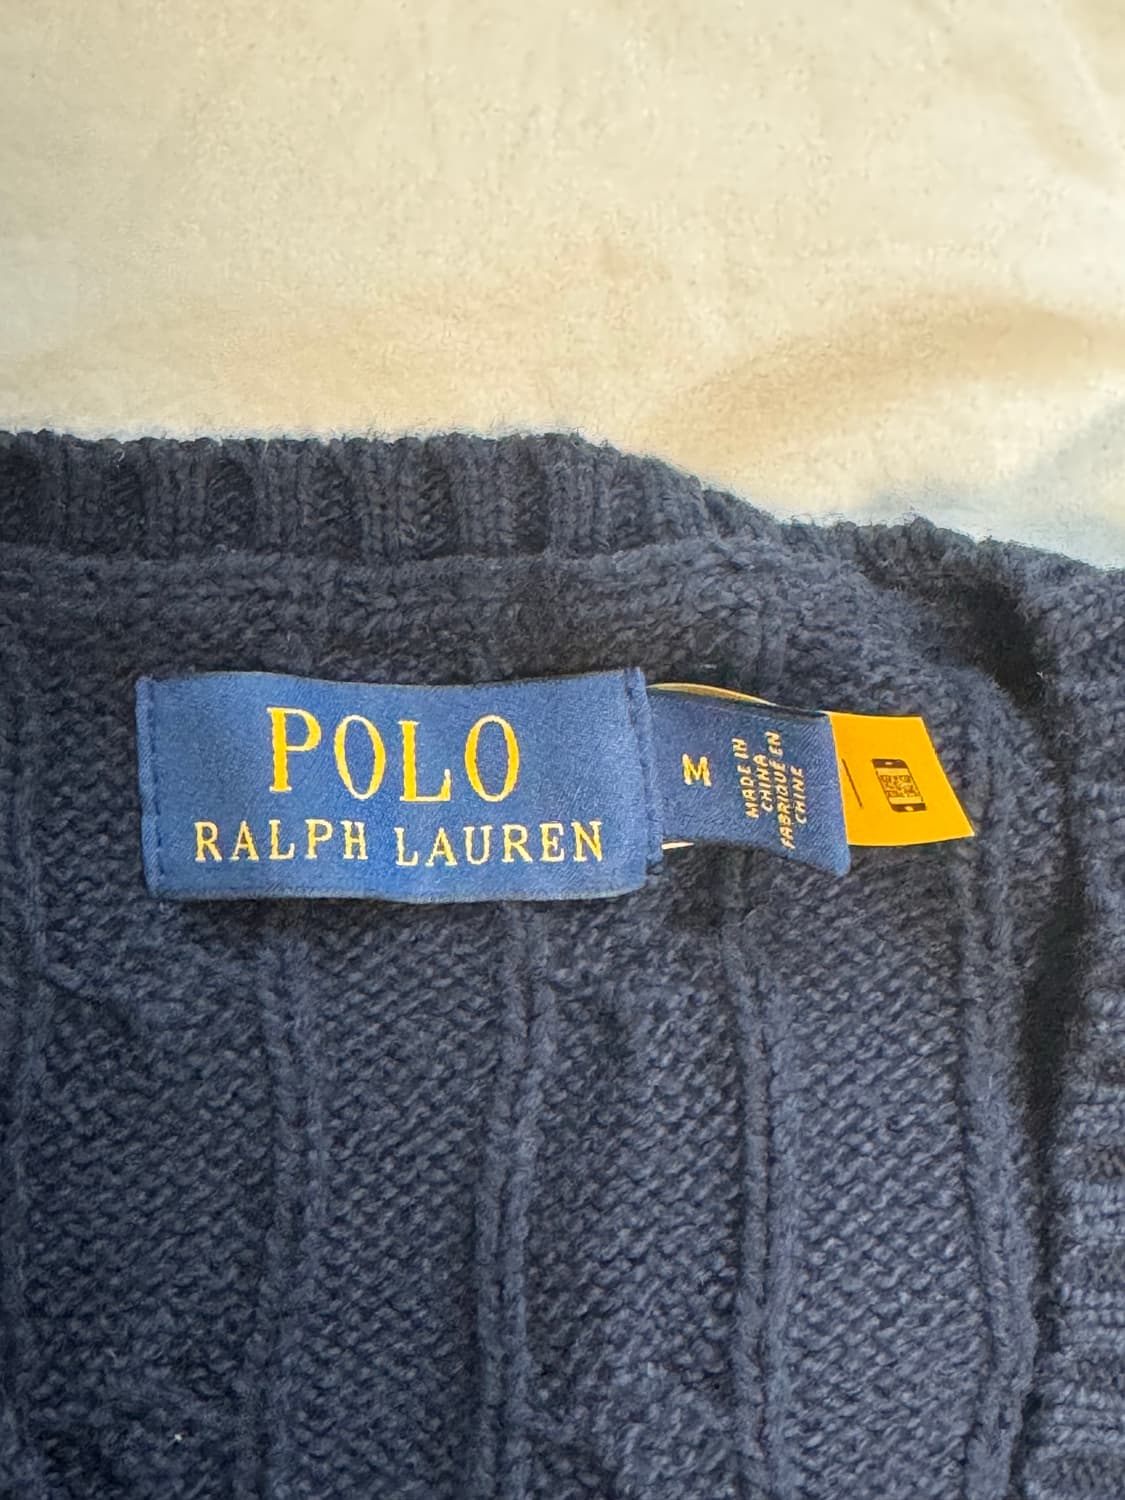 POLO
RALPH LAUREN
M
MADE IN
CHINA
FABRIQUÉ EN
CHINE